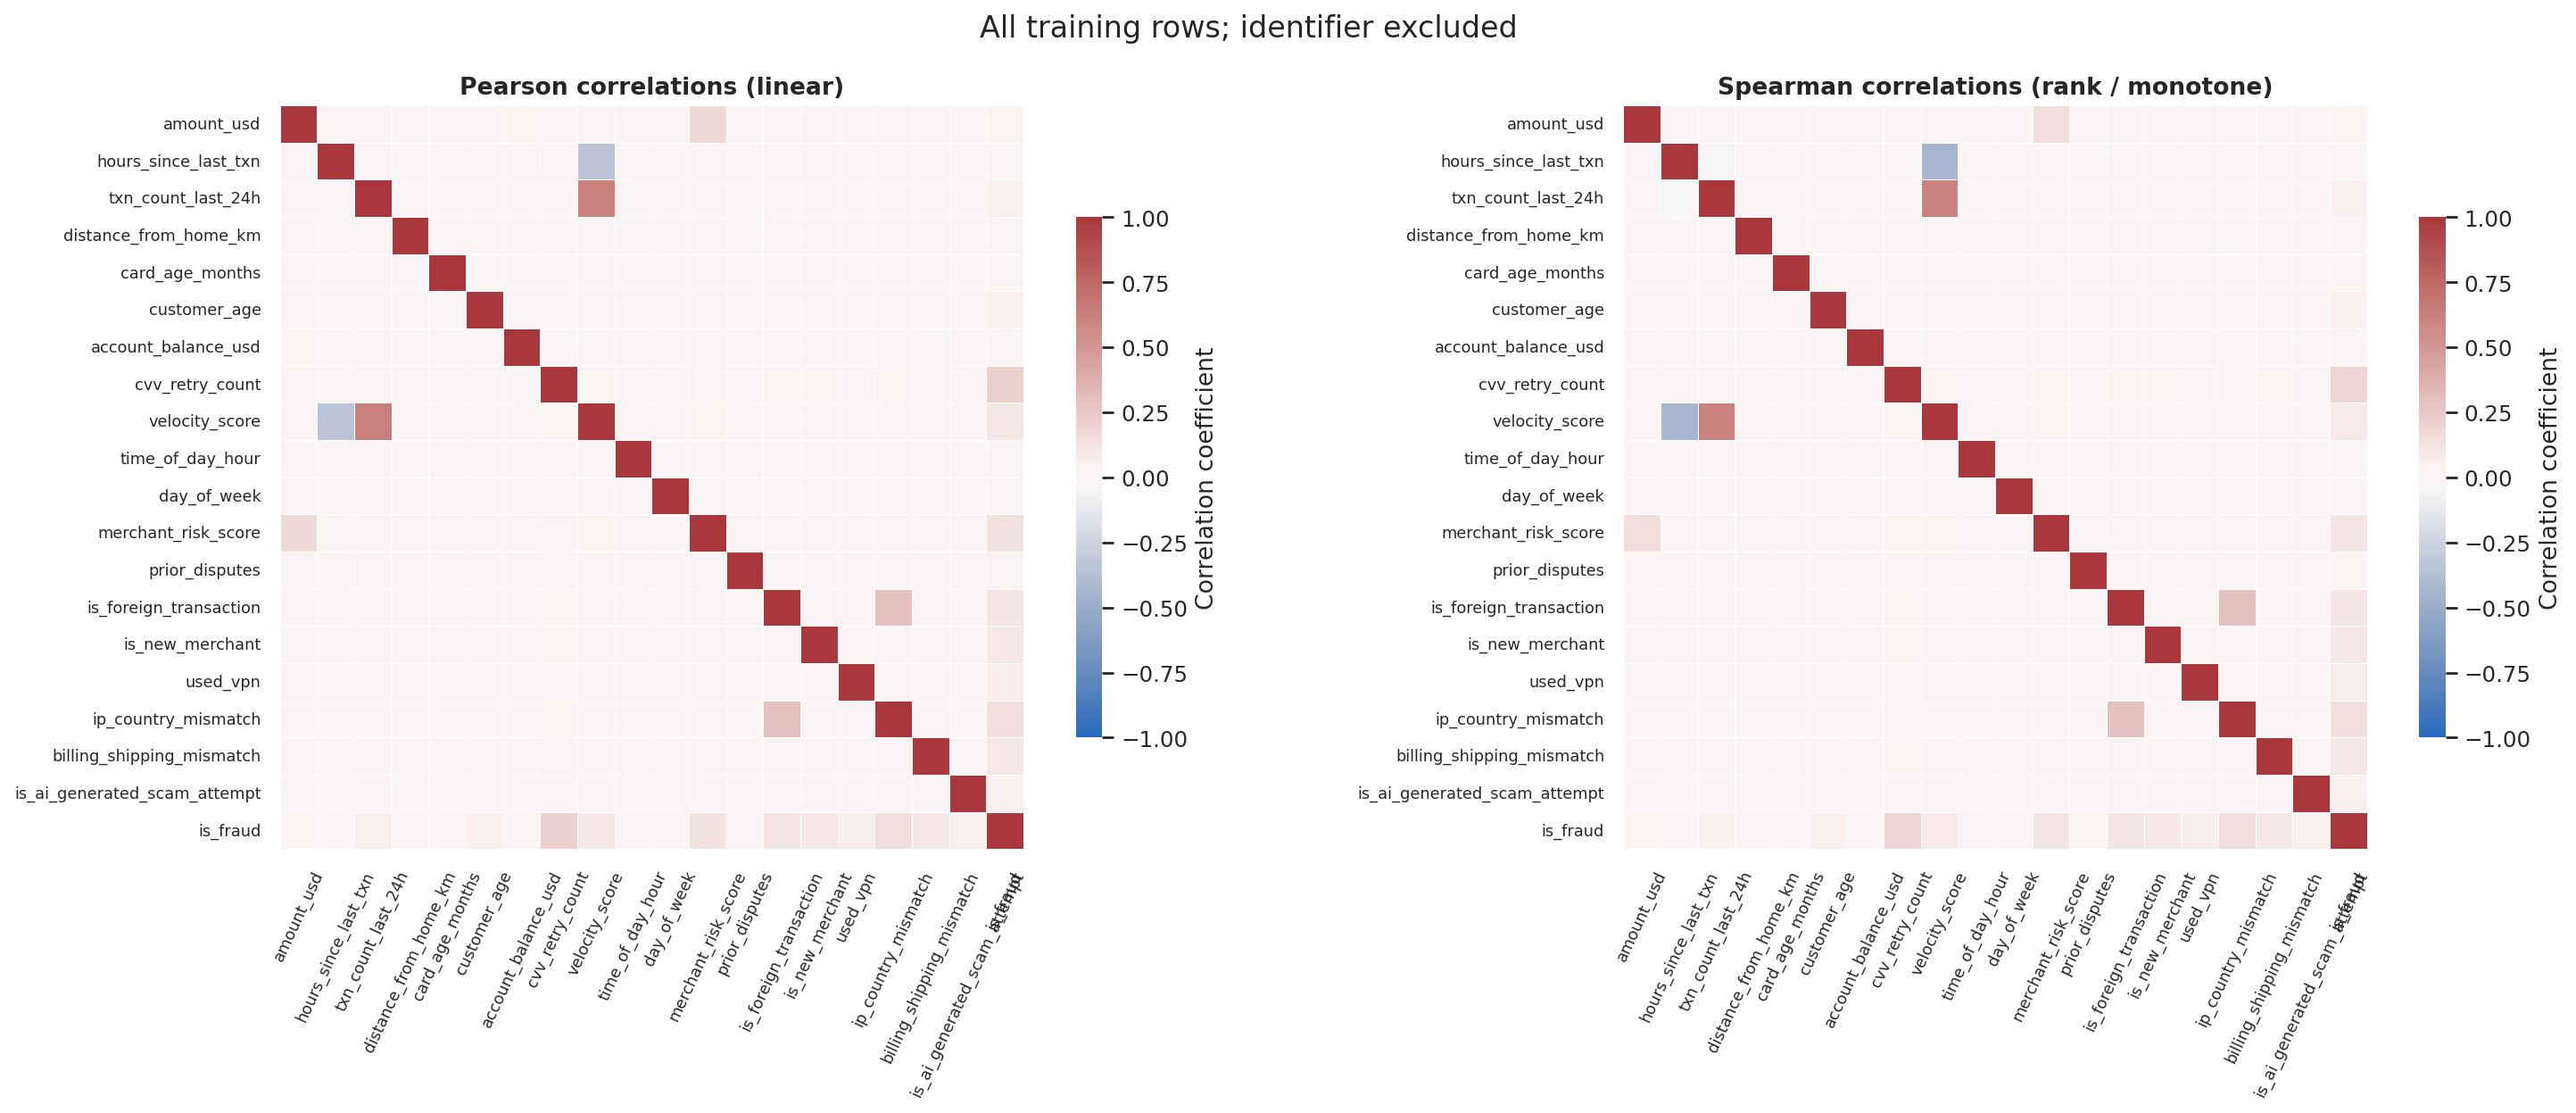 All training rows; identifier excluded
Pearson correlations (linear)
amount_usd
hours_since_last_txn
txn_count_last_24h
distance_from_home_km
card_age_months
customer_age
account_balance_usd
cvv_retry_count
velocity_score
time_of_day_hour
day_of_week
merchant_risk_score
prior_disputes
is_foreign_transaction
is_new_merchant
used_vpn
ip_country_mismatch
billing_shipping_mismatch
is_ai_generated_scam_attempt
is_fraud
amount_usd
hours_since_last_txn
txn_count_last_24h
distance_from_home_km
card_age_months
customer_age
account_balance_usd
cvv_retry_count
velocity_score
time_of_day_hour
day_of_week
merchant_risk_score
prior_disputes
is_foreign_transaction
is_new_merchant
used_vpn
ip_country_mismatch
billing_shipping_mismatch
is_ai_generated_scam_attempt
is_fraud
1.00
0.75
0.50
0.25
0.00
−0.25
−0.50
−0.75
−1.00
Correlation coefficient
Spearman correlations (rank / monotone)
amount_usd
hours_since_last_txn
txn_count_last_24h
distance_from_home_km
card_age_months
customer_age
account_balance_usd
cvv_retry_count
velocity_score
time_of_day_hour
day_of_week
merchant_risk_score
prior_disputes
is_foreign_transaction
is_new_merchant
used_vpn
ip_country_mismatch
billing_shipping_mismatch
is_ai_generated_scam_attempt
is_fraud
amount_usd
hours_since_last_txn
txn_count_last_24h
distance_from_home_km
card_age_months
customer_age
account_balance_usd
cvv_retry_count
velocity_score
time_of_day_hour
day_of_week
merchant_risk_score
prior_disputes
is_foreign_transaction
is_new_merchant
used_vpn
ip_country_mismatch
billing_shipping_mismatch
is_ai_generated_scam_attempt
is_fraud
1.00
0.75
0.50
0.25
0.00
−0.25
−0.50
−0.75
−1.00
Correlation coefficient